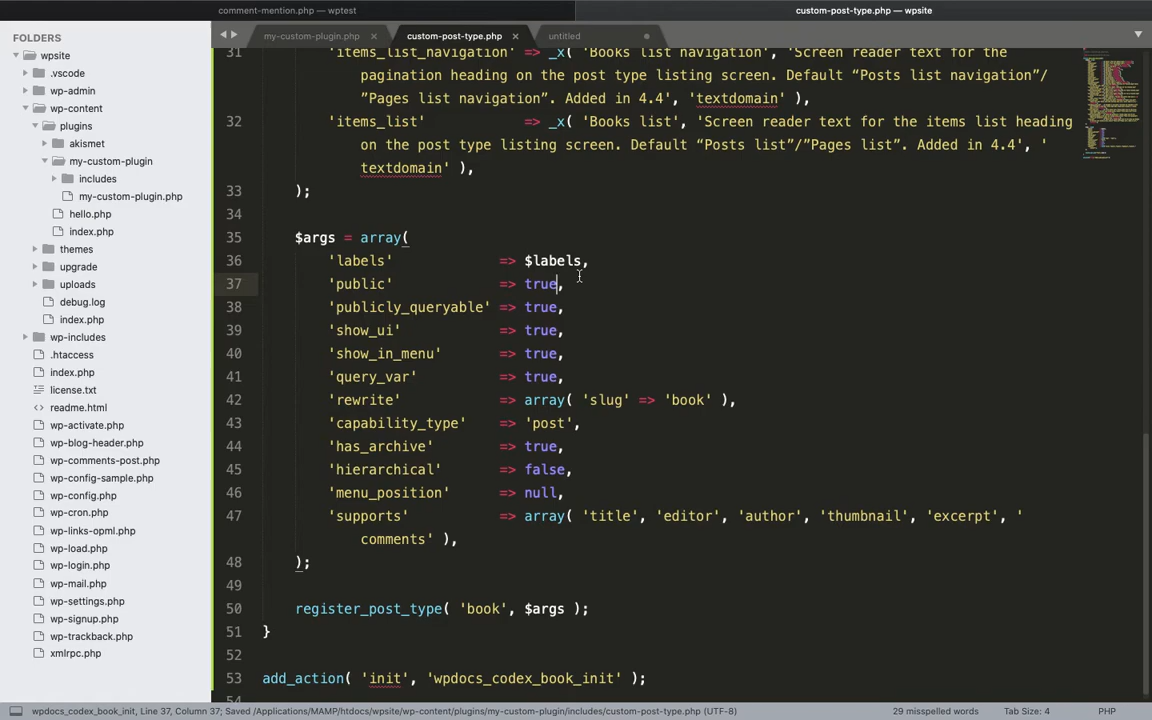 comment-mention.php — wptest
custom-post-type.php — wpsite
FOLDERS
wpsite
.vscode
wp-admin
wp-content
plugins
akismet
my-custom-plugin
includes
my-custom-plugin.php
hello.php
index.php
themes
upgrade
uploads
debug.log
index.php
wp-includes
.htaccess
index.php
license.txt
readme.html
wp-activate.php
wp-blog-header.php
wp-comments-post.php
wp-config-sample.php
wp-config.php
wp-cron.php
wp-links-opml.php
wp-load.php
wp-login.php
wp-mail.php
wp-settings.php
wp-signup.php
wp-trackback.php
xmlrpc.php
my-custom-plugin.php ×
custom-post-type.php ×
untitled
31 'items_list_navigation' => _x( 'Books list navigation', 'Screen reader text for the
pagination heading on the post type listing screen. Default “Posts list navigation”/
”Pages list navigation”. Added in 4.4', 'textdomain' ),
32 'items_list' => _x( 'Books list', 'Screen reader text for the items list heading
on the post type listing screen. Default “Posts list”/”Pages list”. Added in 4.4', '
textdomain' ),
33 );
34
35 $args = array(
36 'labels' => $labels,
37 'public' => true,
38 'publicly_queryable' => true,
39 'show_ui' => true,
40 'show_in_menu' => true,
41 'query_var' => true,
42 'rewrite' => array( 'slug' => 'book' ),
43 'capability_type' => 'post',
44 'has_archive' => true,
45 'hierarchical' => false,
46 'menu_position' => null,
47 'supports' => array( 'title', 'editor', 'author', 'thumbnail', 'excerpt', '
comments' ),
48 );
49
50 register_post_type( 'book', $args );
51 }
52
53 add_action( 'init', 'wpdocs_codex_book_init' );
54
wpdocs_codex_book_init, Line 37, Column 37; Saved /Applications/MAMP/htdocs/wpsite/wp-content/plugins/my-custom-plugin/includes/custom-post-type.php (UTF-8)
29 misspelled words
Tab Size: 4
PHP